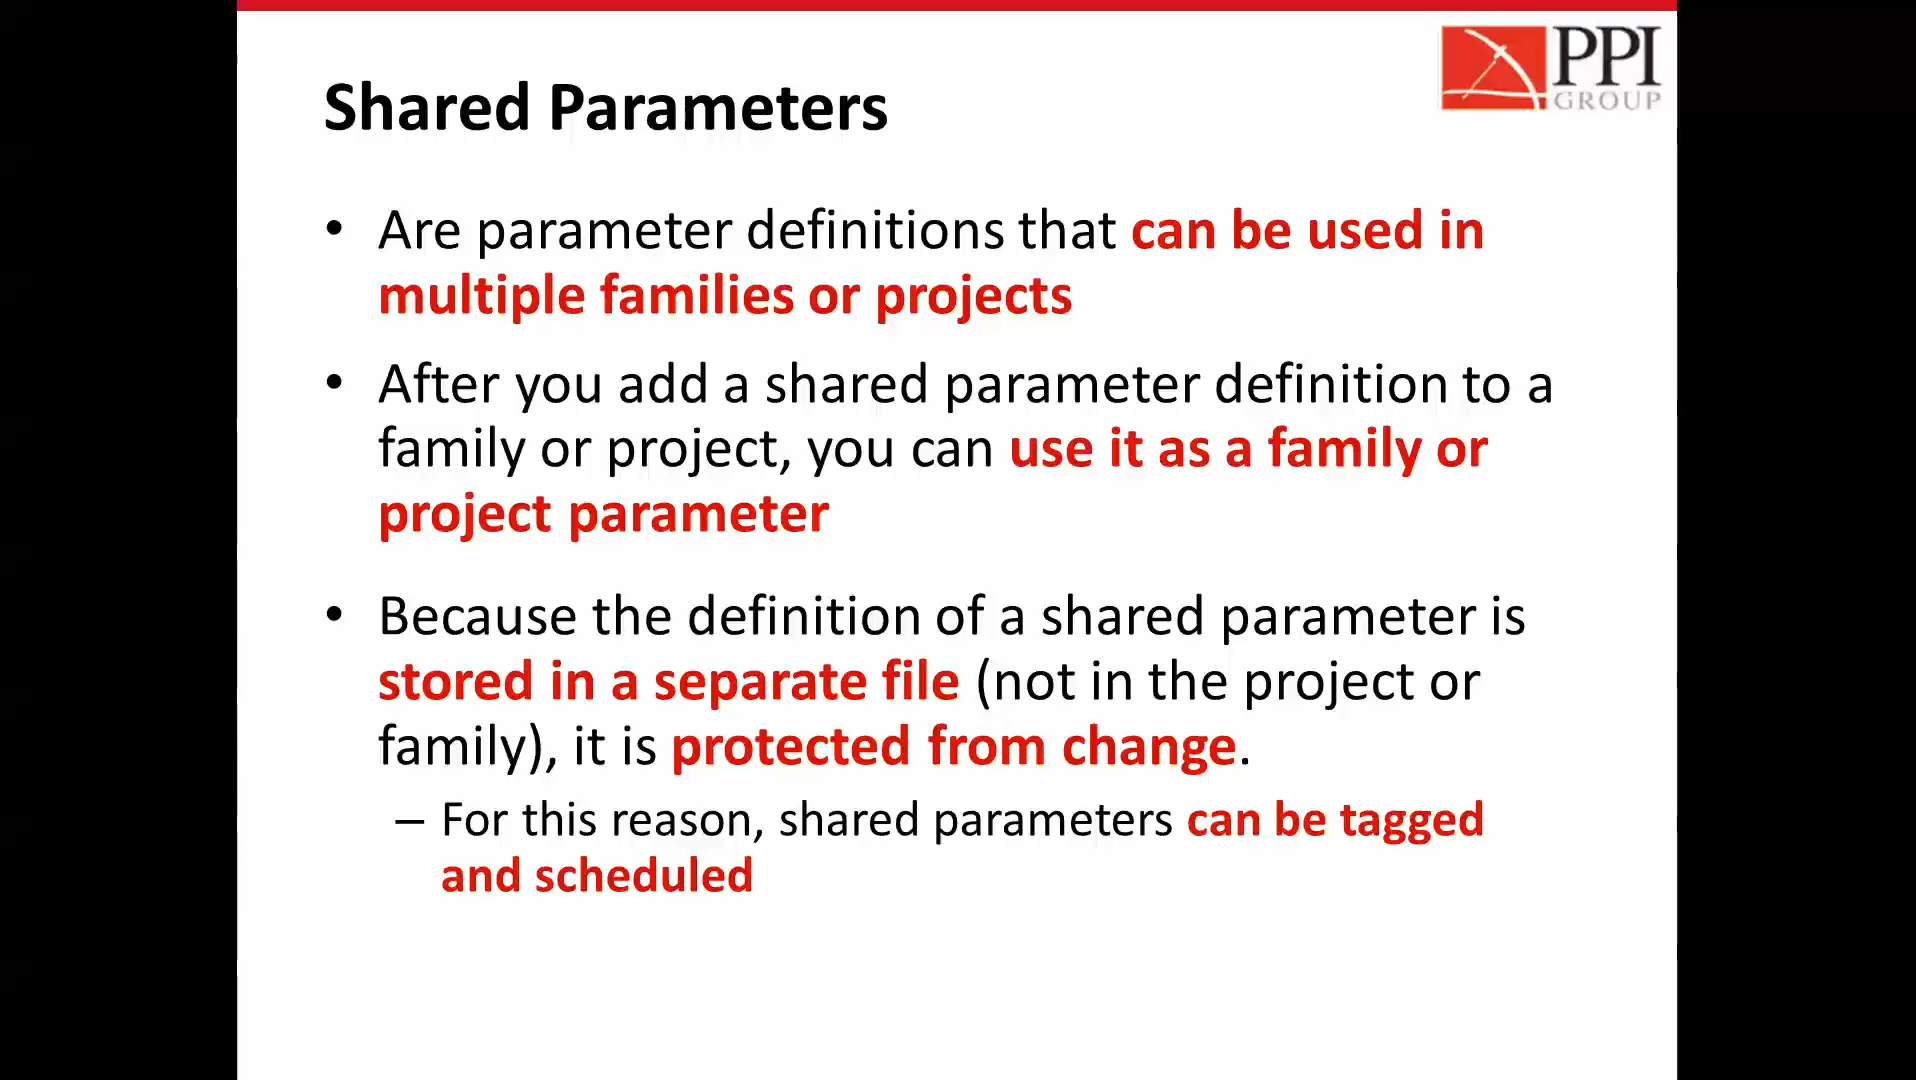 PPI
GROUP
Shared Parameters
• Are parameter definitions that can be used in
multiple families or projects
• After you add a shared parameter definition to a
family or project, you can use it as a family or
project parameter
• Because the definition of a shared parameter is
stored in a separate file (not in the project or
family), it is protected from change.
– For this reason, shared parameters can be tagged
and scheduled